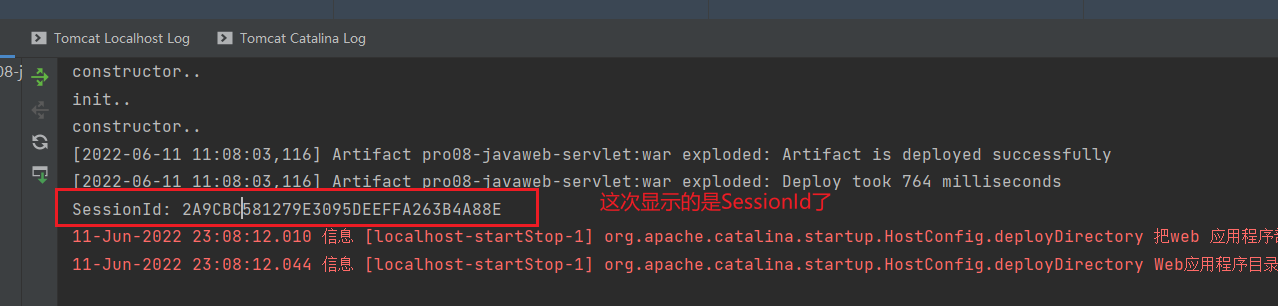 Tomcat Localhost Log Tomcat Catalina Log
08-j
constructor..
init..
constructor..
[2022-06-11 11:08:03,116] Artifact pro08-javaweb-servlet:war exploded: Artifact is deployed successfully
[2022-06-11 11:08:03,116] Artifact pro08-javaweb-servlet:war exploded: Deploy took 764 milliseconds
SessionId: 2A9CBC581279E3095DEEFFA263B4A88E 这次显示的是SessionId了
11-Jun-2022 23:08:12.010 信息 [localhost-startStop-1] org.apache.catalina.startup.HostConfig.deployDirectory 把web 应用程序部
11-Jun-2022 23:08:12.044 信息 [localhost-startStop-1] org.apache.catalina.startup.HostConfig.deployDirectory Web应用程序目录